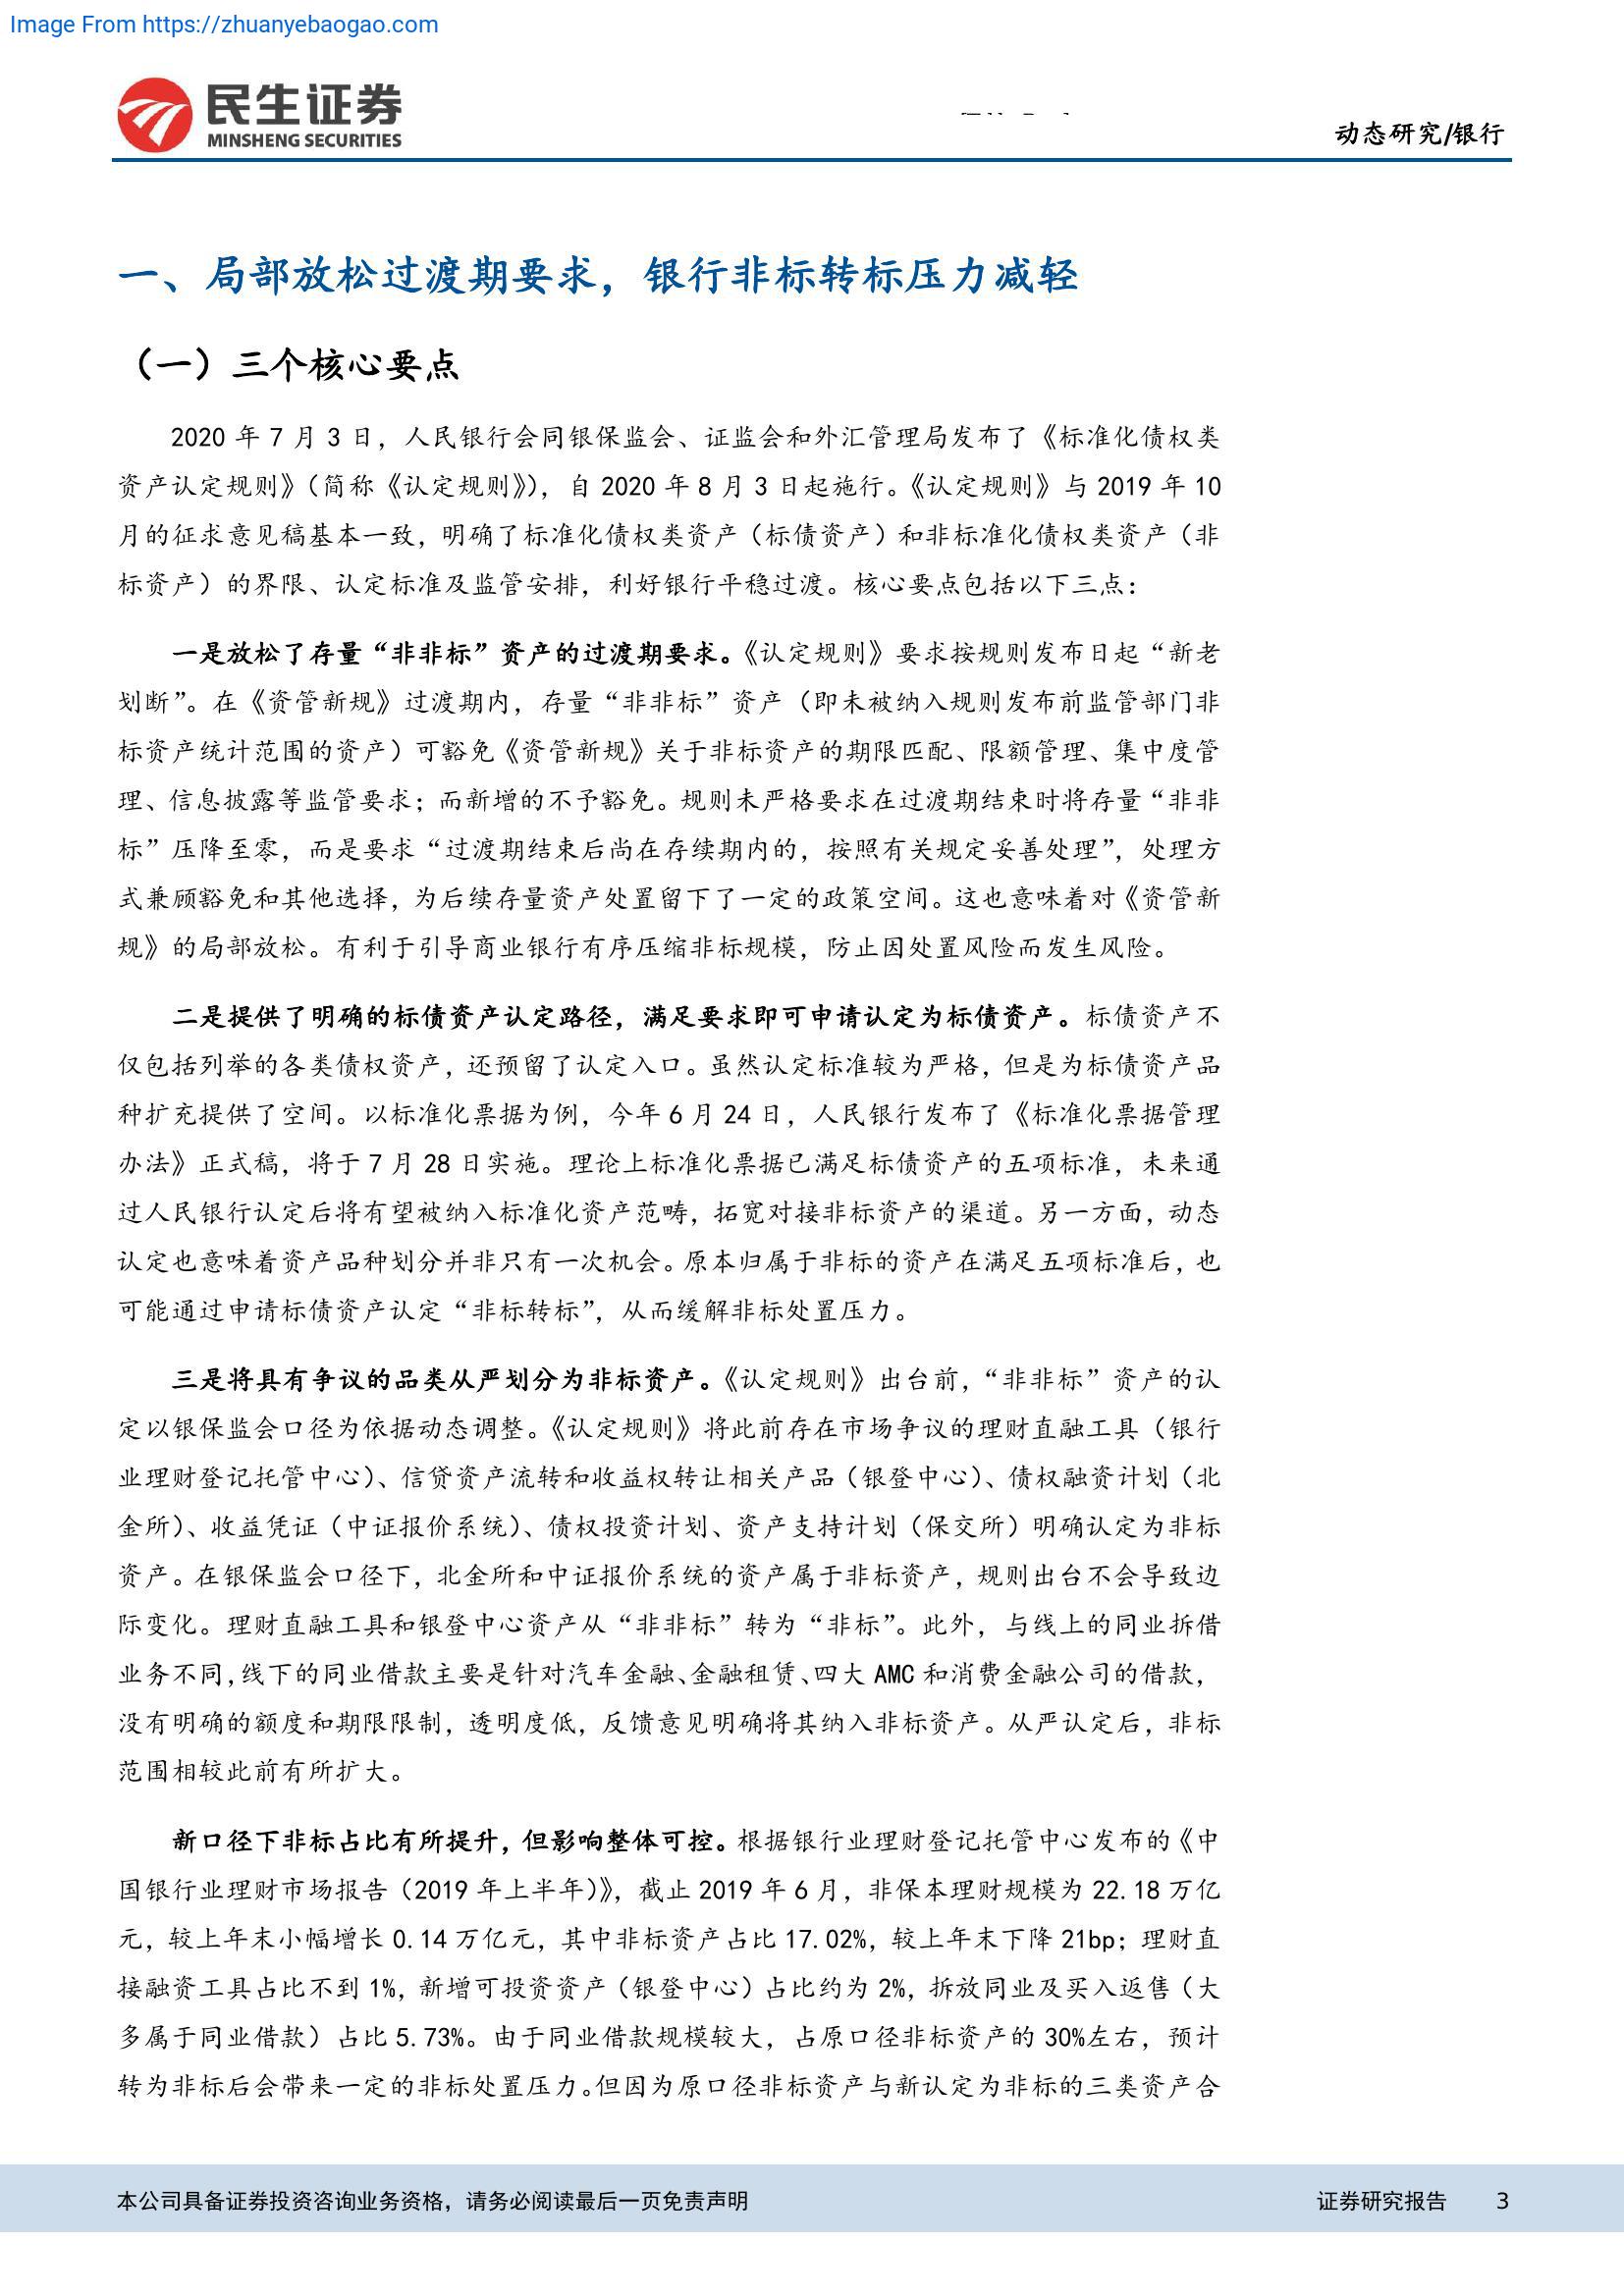 Image From https://zhuanyebaogao.com
民生证券
MINSHENG SECURITIES
动态研究/银行
一、局部放松过渡期要求，银行非标转标压力减轻
（一）三个核心要点
2020 年 7 月 3 日，人民银行会同银保监会、证监会和外汇管理局发布了《标准化债权类
资产认定规则》（简称《认定规则》），自 2020 年 8 月 3 日起施行。《认定规则》与 2019 年 10
月的征求意见稿基本一致，明确了标准化债权类资产（标债资产）和非标准化债权类资产（非
标资产）的界限、认定标准及监管安排，利好银行平稳过渡。核心要点包括以下三点：
一是放松了存量“非非标”资产的过渡期要求。《认定规则》要求按规则发布日起“新老
划断”。在《资管新规》过渡期内，存量“非非标”资产（即未被纳入规则发布前监管部门非
标资产统计范围的资产）可豁免《资管新规》关于非标资产的期限匹配、限额管理、集中度管
理、信息披露等监管要求；而新增的不予豁免。规则未严格要求在过渡期结束时将存量“非非
标”压降至零，而是要求“过渡期结束后尚在存续期内的，按照有关规定妥善处理”，处理方
式兼顾豁免和其他选择，为后续存量资产处置留下了一定的政策空间。这也意味着对《资管新
规》的局部放松。有利于引导商业银行有序压缩非标规模，防止因处置风险而发生风险。
二是提供了明确的标债资产认定路径，满足要求即可申请认定为标债资产。标债资产不
仅包括列举的各类债权资产，还预留了认定入口。虽然认定标准较为严格，但是为标债资产品
种扩充提供了空间。以标准化票据为例，今年 6 月 24 日，人民银行发布了《标准化票据管理
办法》正式稿，将于 7 月 28 日实施。理论上标准化票据已满足标债资产的五项标准，未来通
过人民银行认定后将有望被纳入标准化资产范畴，拓宽对接非标资产的渠道。另一方面，动态
认定也意味着资产品种划分并非只有一次机会。原本归属于非标的资产在满足五项标准后，也
可能通过申请标债资产认定“非标转标”，从而缓解非标处置压力。
三是将具有争议的品类从严划分为非标资产。《认定规则》出台前，“非非标”资产的认
定以银保监会口径为依据动态调整。《认定规则》将此前存在市场争议的理财直融工具（银行
业理财登记托管中心）、信贷资产流转和收益权转让相关产品（银登中心）、债权融资计划（北
金所）、收益凭证（中证报价系统）、债权投资计划、资产支持计划（保交所）明确认定为非标
资产。在银保监会口径下，北金所和中证报价系统的资产属于非标资产，规则出台不会导致边
际变化。理财直融工具和银登中心资产从“非非标”转为“非标”。此外，与线上的同业拆借
业务不同，线下的同业借款主要是针对汽车金融、金融租赁、四大 AMC 和消费金融公司的借款，
没有明确的额度和期限限制，透明度低，反馈意见明确将其纳入非标资产。从严认定后，非标
范围相较此前有所扩大。
新口径下非标占比有所提升，但影响整体可控。根据银行业理财登记托管中心发布的《中
国银行业理财市场报告（2019 年上半年）》，截止 2019 年 6 月，非保本理财规模为 22.18 万亿
元，较上年末小幅增长 0.14 万亿元，其中非标资产占比 17.02%，较上年末下降 21bp；理财直
接融资工具占比不到 1%，新增可投资资产（银登中心）占比约为 2%，拆放同业及买入返售（大
多属于同业借款）占比 5.73%。由于同业借款规模较大，占原口径非标资产的 30%左右，预计
转为非标后会带来一定的非标处置压力。但因为原口径非标资产与新认定为非标的三类资产合
本公司具备证券投资咨询业务资格，请务必阅读最后一页免责声明
证券研究报告 3